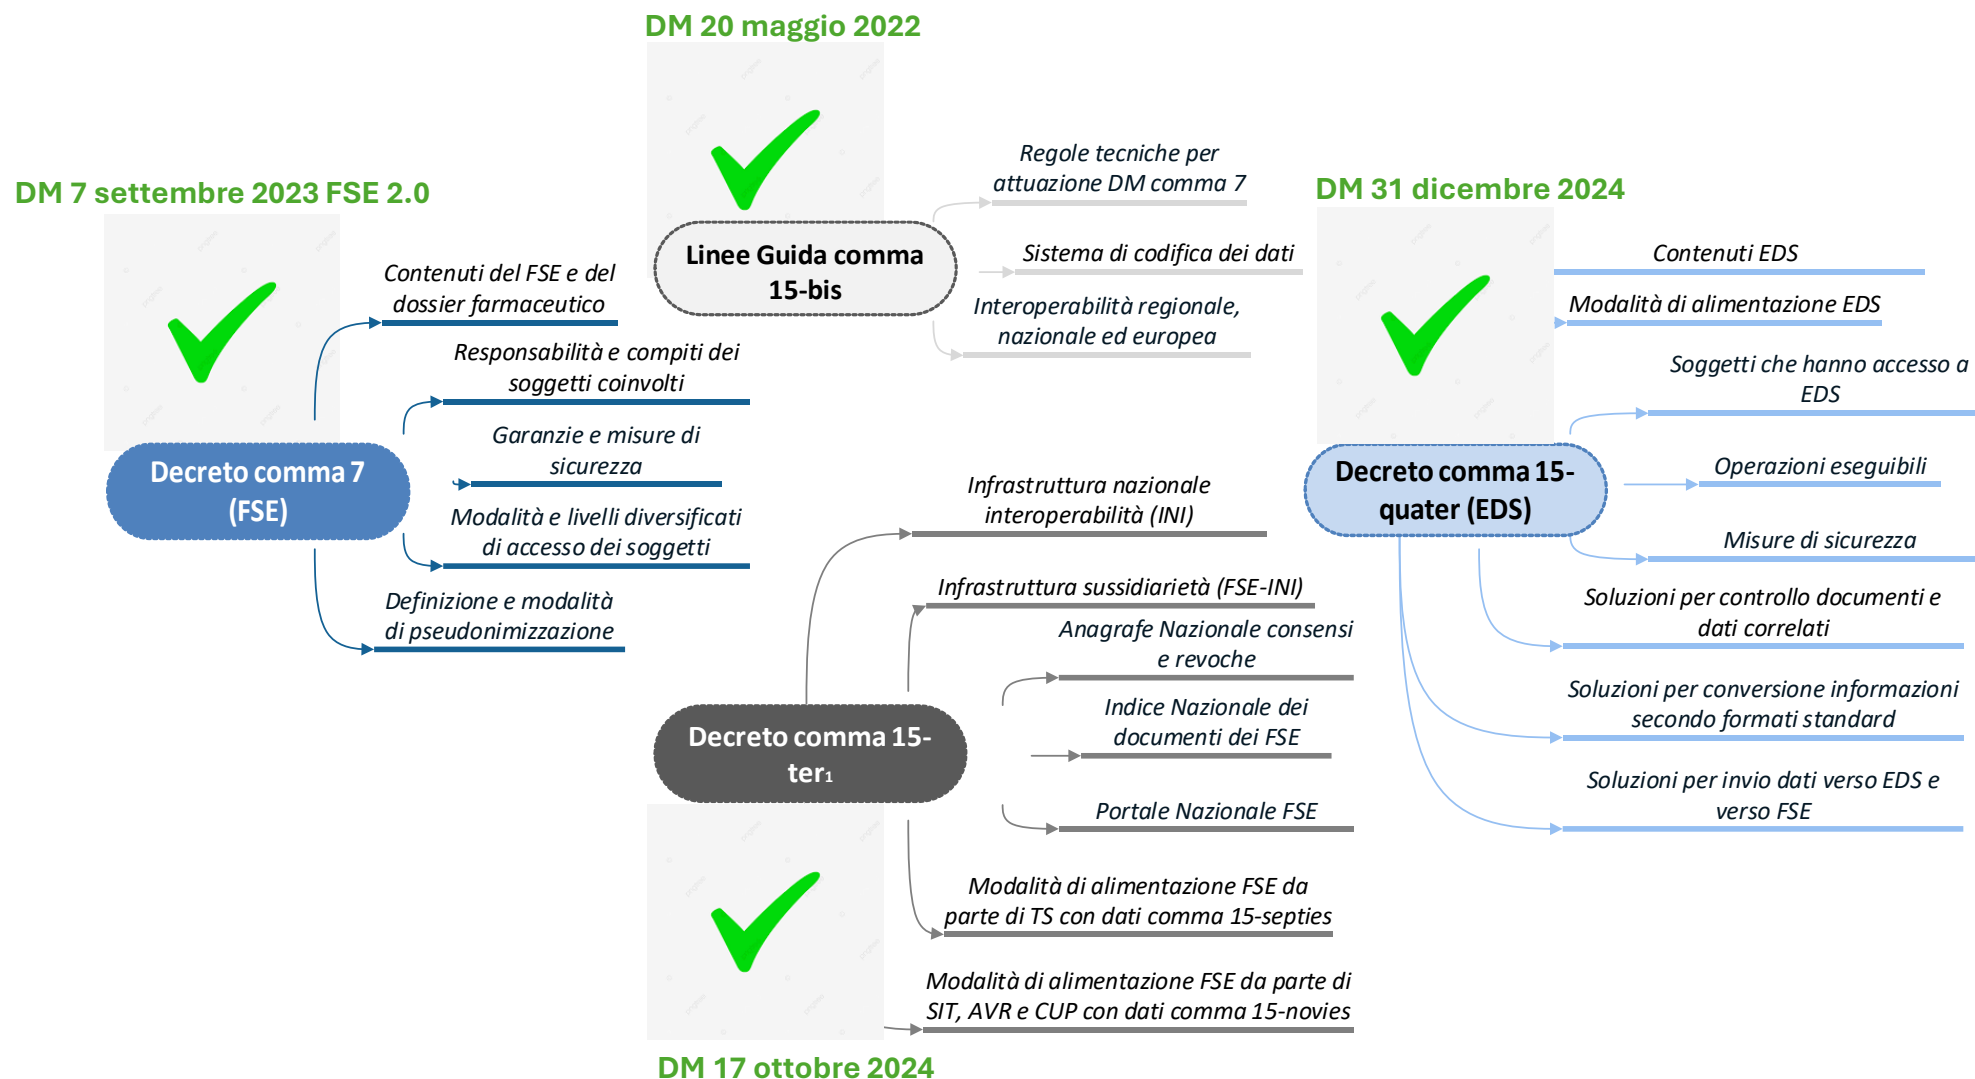 DM 20 maggio 2022
Linee Guida comma
15-bis
Regole tecniche per
attuazione DM comma 7
Sistema di codifica dei dati
Interoperabilità regionale,
nazionale ed europea
DM 7 settembre 2023 FSE 2.0
Decreto comma 7
(FSE)
Contenuti del FSE e del
dossier farmaceutico
Responsabilità e compiti dei
soggetti coinvolti
Garanzie e misure di
sicurezza
Modalità e livelli diversificati
di accesso dei soggetti
Definizione e modalità
di pseudonimizzazione
Decreto comma 15-
ter1
Infrastruttura nazionale
interoperabilità (INI)
Infrastruttura sussidiarietà (FSE-INI)
Anagrafe Nazionale consensi
e revoche
Indice Nazionale dei
documenti dei FSE
Portale Nazionale FSE
Modalità di alimentazione FSE da
parte di TS con dati comma 15-septies
Modalità di alimentazione FSE da parte di
SIT, AVR e CUP con dati comma 15-novies
DM 17 ottobre 2024
DM 31 dicembre 2024
Decreto comma 15-
quater (EDS)
Contenuti EDS
Modalità di alimentazione EDS
Soggetti che hanno accesso a
EDS
Operazioni eseguibili
Misure di sicurezza
Soluzioni per controllo documenti e
dati correlati
Soluzioni per conversione informazioni
secondo formati standard
Soluzioni per invio dati verso EDS e
verso FSE